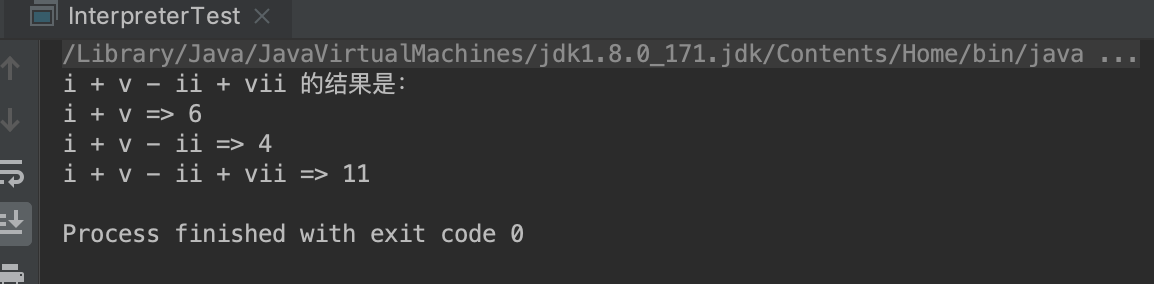 InterpreterTest
/Library/Java/JavaVirtualMachines/jdk1.8.0_171.jdk/Contents/Home/bin/java ...
i + v - ii + vii 的结果是：
i + v => 6
i + v - ii => 4
i + v - ii + vii => 11
Process finished with exit code 0